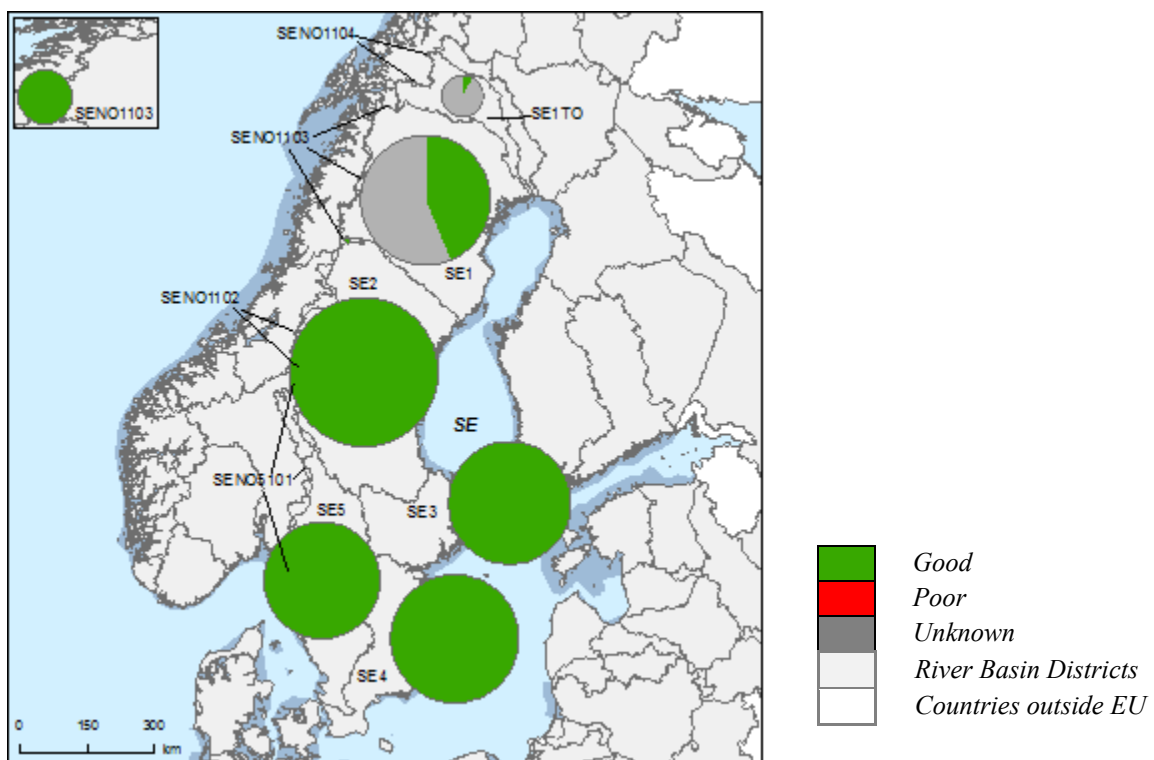 SENO1104
SENO1103
SE1TO
SENO1103
SE1
SE2
SENO1102
SE
SENO5101
SE5
SE3
SE4
0 150 300
km
Good
Poor
Unknown
River Basin Districts
Countries outside EU